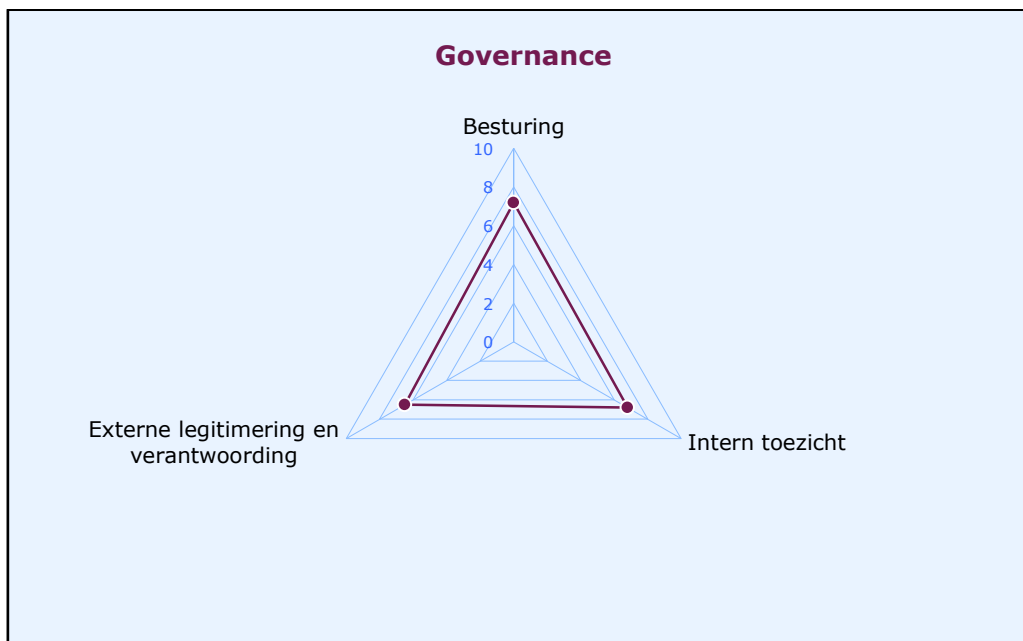 Governance
Besturing
10
8
6
4
2
0
Externe legitimering en
verantwoording
Intern toezicht